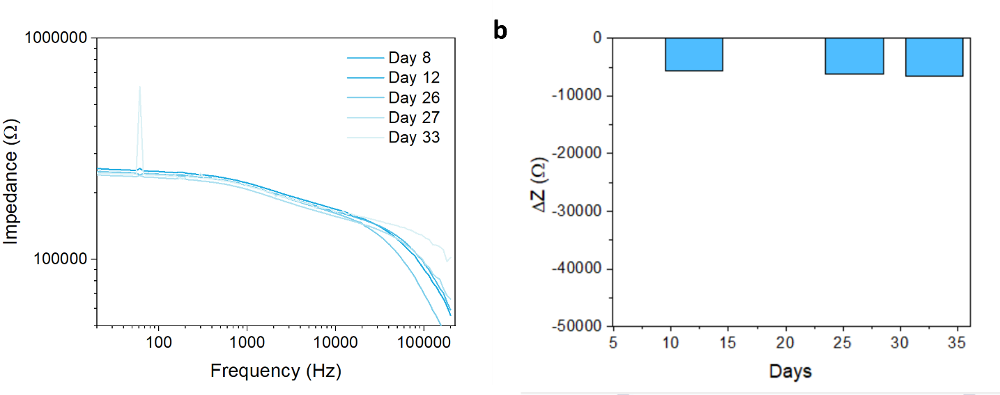 1000000
100000
Impedance (Ω)
100
1000
10000
100000
Frequency (Hz)
Day 8
Day 12
Day 26
Day 27
Day 33
b
0
-10000
-20000
-30000
-40000
-50000
ΔZ (Ω)
5
10
15
20
25
30
35
Days